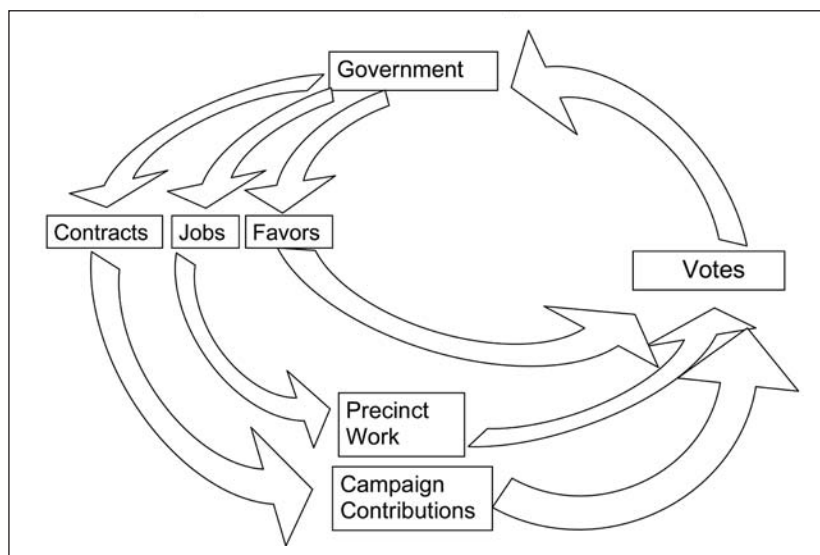 Government
Contracts
Jobs
Favors
Votes
Precinct
Work
Campaign
Contributions